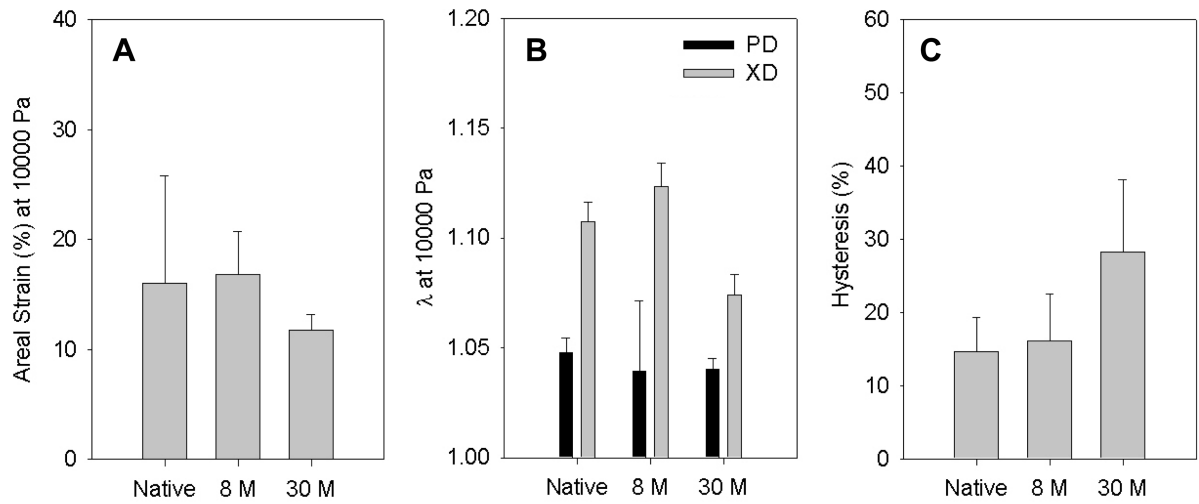 A
Areal Strain (%) at 10000 Pa
40
30
20
10
0
Native 8 M 30 M
B
PD
XD
λ at 10000 Pa
1.20
1.15
1.10
1.05
1.00
Native 8 M 30 M
C
Hysteresis (%)
60
50
40
30
20
10
0
Native 8 M 30 M